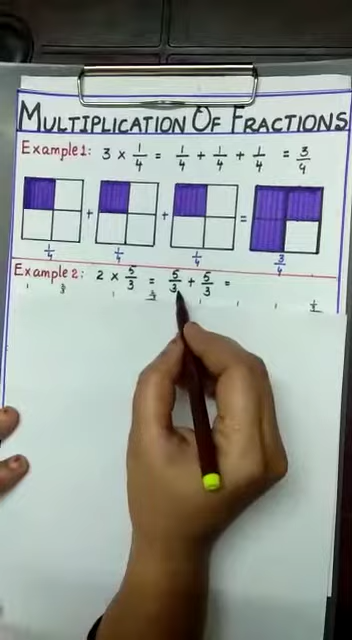 MULTIPLICATION OF FRACTIONS
Example 1: 3 × 1/4 = 1/4 + 1/4 + 1/4 = 3/4
+ + =
1/4 1/4 1/4 3/4
Example 2: 2 × 5/3 = 5/3 + 5/3 =